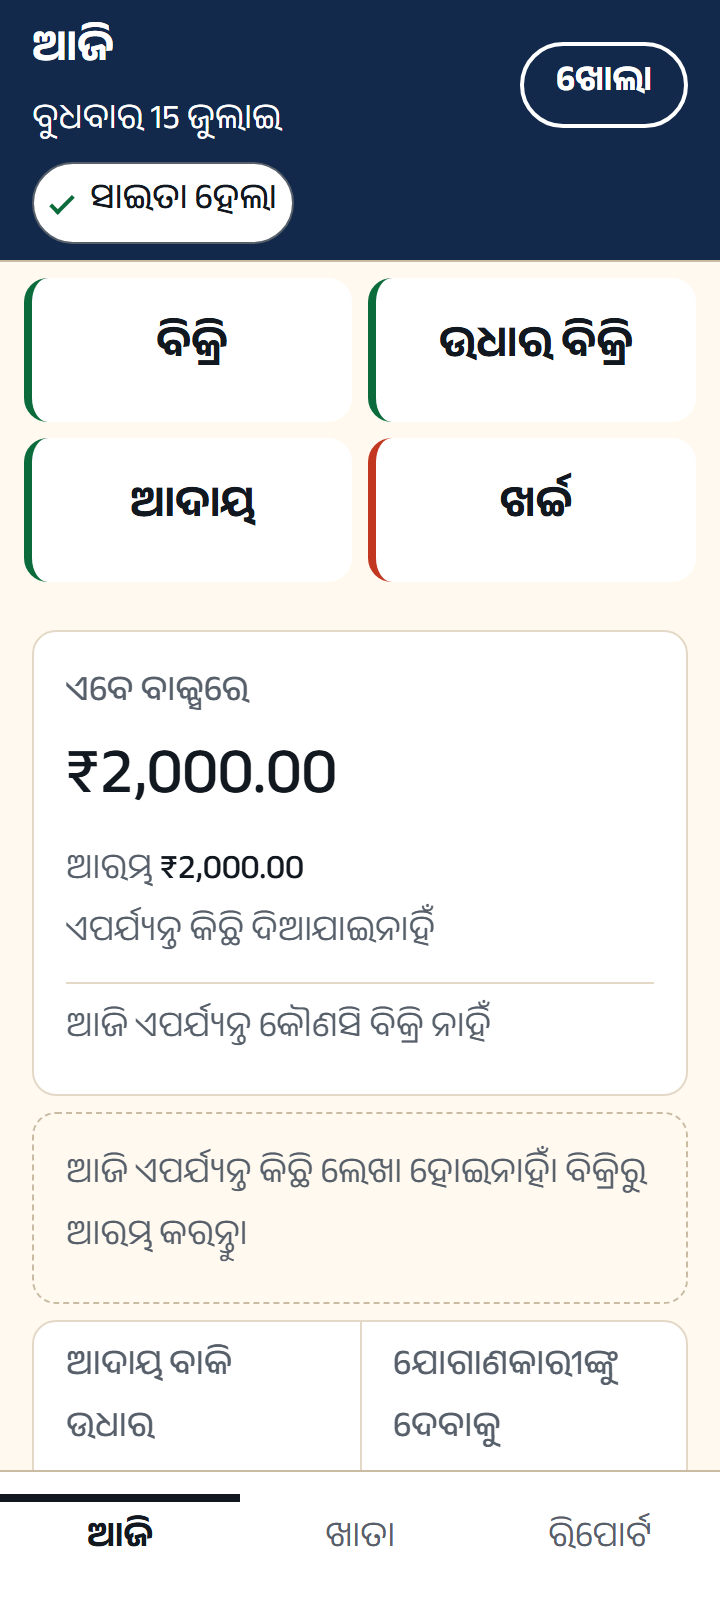 ଆଜି
ବୁଧବାର 15 ଜୁଲାଇ
ଖୋଲା
ସାଇତା ହେଲା
ବିକ୍ରି
ଉଧାର ବିକ୍ରି
ଆଦାୟ
ଖର୍ଚ୍ଚ
ଏବେ ବାକ୍ସରେ
₹2,000.00
ଆରମ୍ଭ ₹2,000.00
ଏପର୍ଯ୍ୟନ୍ତ କିଛି ଦିଆଯାଇନାହିଁ
ଆଜି ଏପର୍ଯ୍ୟନ୍ତ କୌଣସି ବିକ୍ରି ନାହିଁ
ଆଜି ଏପର୍ଯ୍ୟନ୍ତ କିଛି ଲେଖା ହୋଇନାହିଁ। ବିକ୍ରିରୁ
ଆରମ୍ଭ କରନ୍ତୁ।
ଆଦାୟ ବାକି
ଉଧାର
ଯୋଗାଣକାରୀଙ୍କୁ
ଦେବାକୁ
ଆଜି
ଖାତା
ରିପୋର୍ଟ